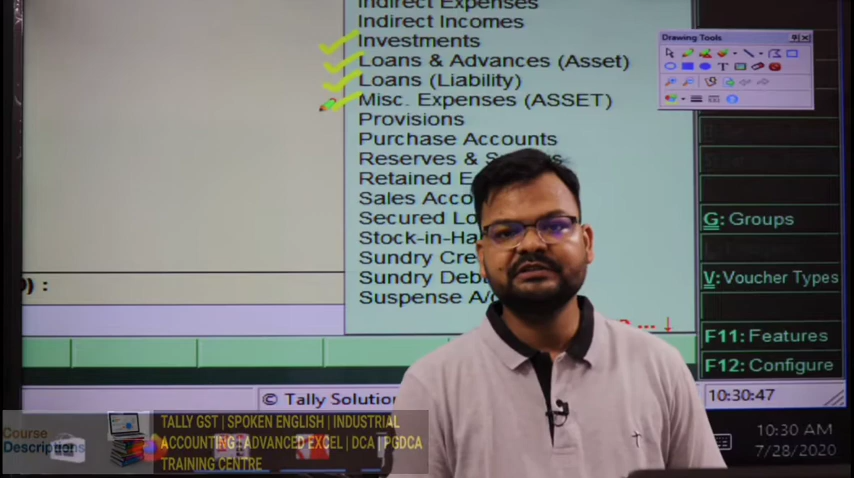 Indirect Expenses
Indirect Incomes
Investments
Loans & Advances (Asset)
Loans (Liability)
Misc. Expenses (ASSET)
Provisions
Purchase Accounts
Reserves & S
Retained E
Sales Acco
Secured Lo
Stock-in-Ha
Sundry Cre
Sundry Debt
Suspense A/c
Drawing Tools
G: Groups
V: Voucher Types
F11: Features
F12: Configure
) :
© Tally Solution
10:30:47
10:30 AM
7/28/2020
Course
Descriptions
TALLY GST | SPOKEN ENGLISH | INDUSTRIAL
ACCOUNTING | ADVANCED EXCEL | DCA | PGDCA
TRAINING CENTRE